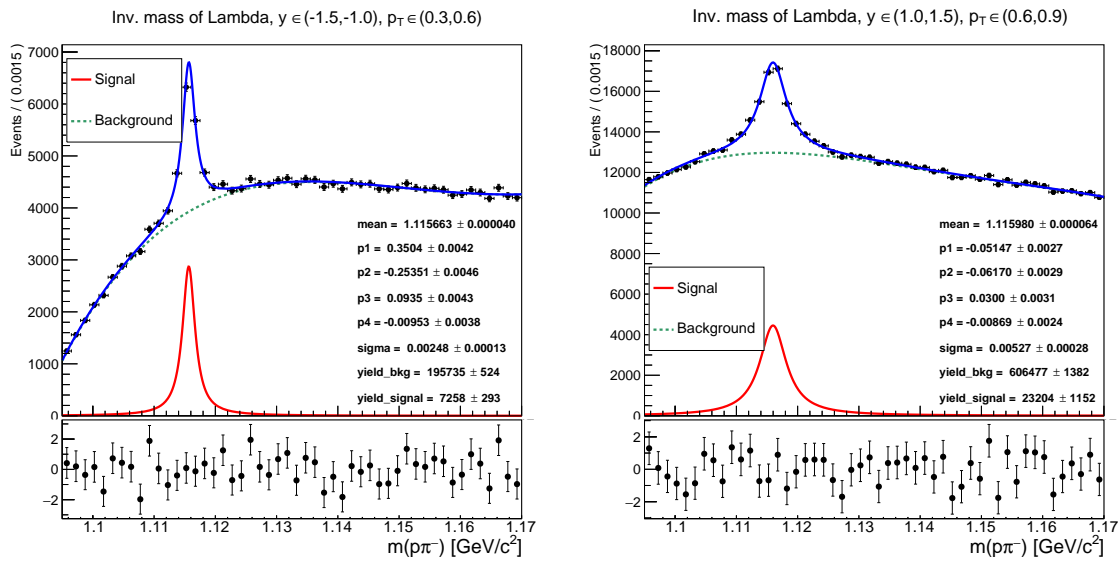 Inv. mass of Lambda, y∈(-1.5,-1.0), p_T∈(0.3,0.6)
Events / ( 0.0015 )
7000
6000
5000
4000
3000
2000
1000
0
Signal
Background
mean = 1.115663 ± 0.000040
p1 = 0.3504 ± 0.0042
p2 = -0.25351 ± 0.0046
p3 = 0.0935 ± 0.0043
p4 = -0.00953 ± 0.0038
sigma = 0.00248 ± 0.00013
yield_bkg = 195735 ± 524
yield_signal = 7258 ± 293
2
0
−2
1.1 1.11 1.12 1.13 1.14 1.15 1.16 1.17
m(pπ⁻) [GeV/c²]
Inv. mass of Lambda, y∈(1.0,1.5), p_T∈(0.6,0.9)
Events / ( 0.0015 )
18000
16000
14000
12000
10000
8000
6000
4000
2000
0
Signal
Background
mean = 1.115980 ± 0.000064
p1 = -0.05147 ± 0.0027
p2 = -0.06170 ± 0.0029
p3 = 0.0300 ± 0.0031
p4 = -0.00869 ± 0.0024
sigma = 0.00527 ± 0.00028
yield_bkg = 606477 ± 1382
yield_signal = 23204 ± 1152
2
0
−2
1.1 1.11 1.12 1.13 1.14 1.15 1.16 1.17
m(pπ⁻) [GeV/c²]